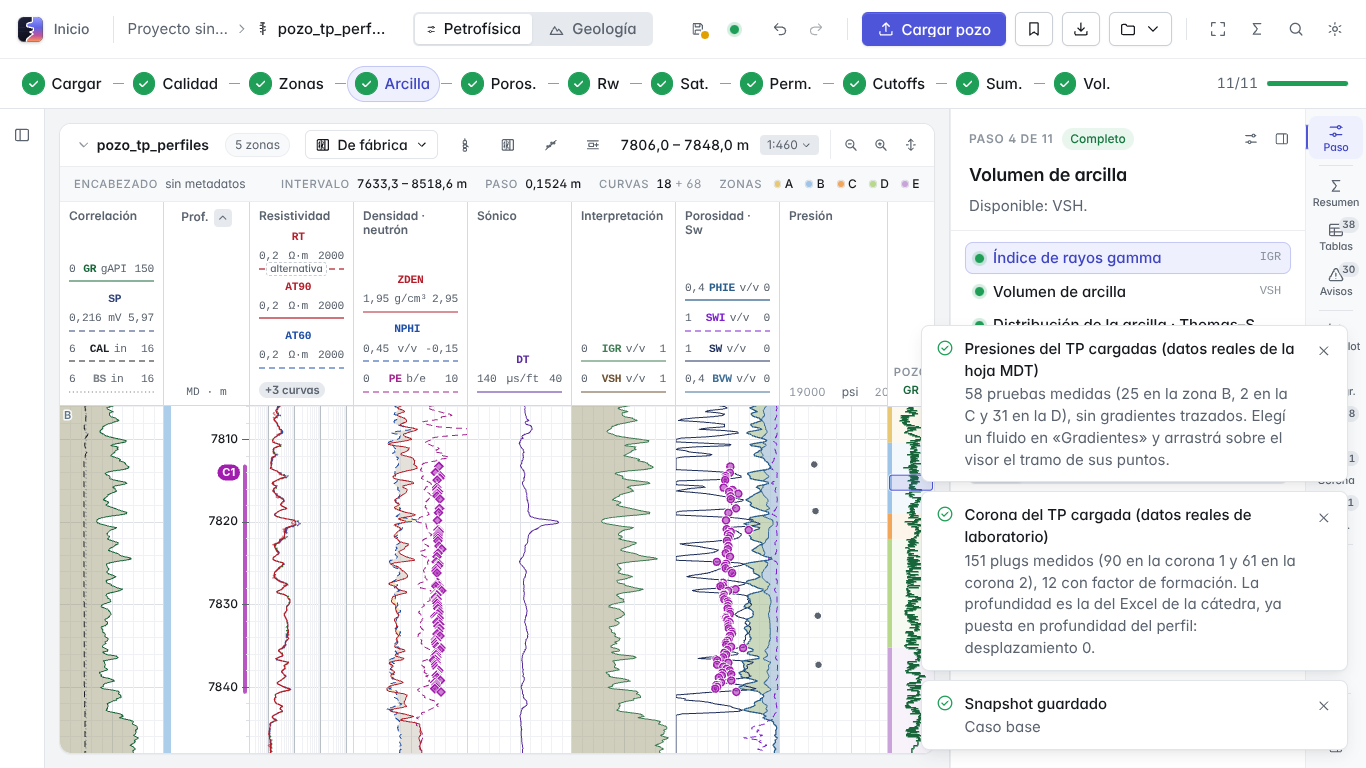 Inicio
Proyecto sin...
pozo_tp_perf...
Petrofísica
Geología
Cargar pozo
Cargar
Calidad
Zonas
Arcilla
Poros.
Rw
Sat.
Perm.
Cutoffs
Sum.
Vol.
11/11
pozo_tp_perfiles
5 zonas
De fábrica
7806,0 – 7848,0 m
1:460
ENCABEZADO sin metadatos
INTERVALO 7633,3 – 8518,6 m
PASO 0,1524 m
CURVAS 18 + 68
ZONAS A B C D E
Correlación
0 GR gAPI 150
SP
0,216 mV 5,97
6 CAL in 16
6 BS in 16
Prof.
MD · m
Resistividad
RT
0,2 Ω·m 2000
alternativa
AT90
0,2 Ω·m 2000
AT60
0,2 Ω·m 2000
+3 curvas
Densidad ·
neutrón
ZDEN
1,95 g/cm³ 2,95
NPHI
0,45 v/v -0,15
0 PE b/e 10
Sónico
DT
140 µs/ft 40
Interpretación
0 IGR v/v 1
0 VSH v/v 1
Porosidad ·
Sw
0,4 PHIE v/v 0
1 SWI v/v 0
1 SW v/v 0
0,4 BVW v/v 0
Presión
19000 psi 20
POZO
GR
B
7810
C1
7820
7830
7840
PASO 4 DE 11
Completo
Volumen de arcilla
Disponible: VSH.
Índice de rayos gamma IGR
Volumen de arcilla VSH
Distribución de la arcilla · Thomas–S
Paso
Resumen
38
Tablas
30
Avisos
Presiones del TP cargadas (datos reales de la
hoja MDT)
58 pruebas medidas (25 en la zona B, 2 en la
C y 31 en la D), sin gradientes trazados. Elegí
un fluido en «Gradientes» y arrastrá sobre el
visor el tramo de sus puntos.
Corona del TP cargada (datos reales de
laboratorio)
151 plugs medidos (90 en la corona 1 y 61 en la
corona 2), 12 con factor de formación. La
profundidad es la del Excel de la cátedra, ya
puesta en profundidad del perfil:
desplazamiento 0.
Snapshot guardado
Caso base